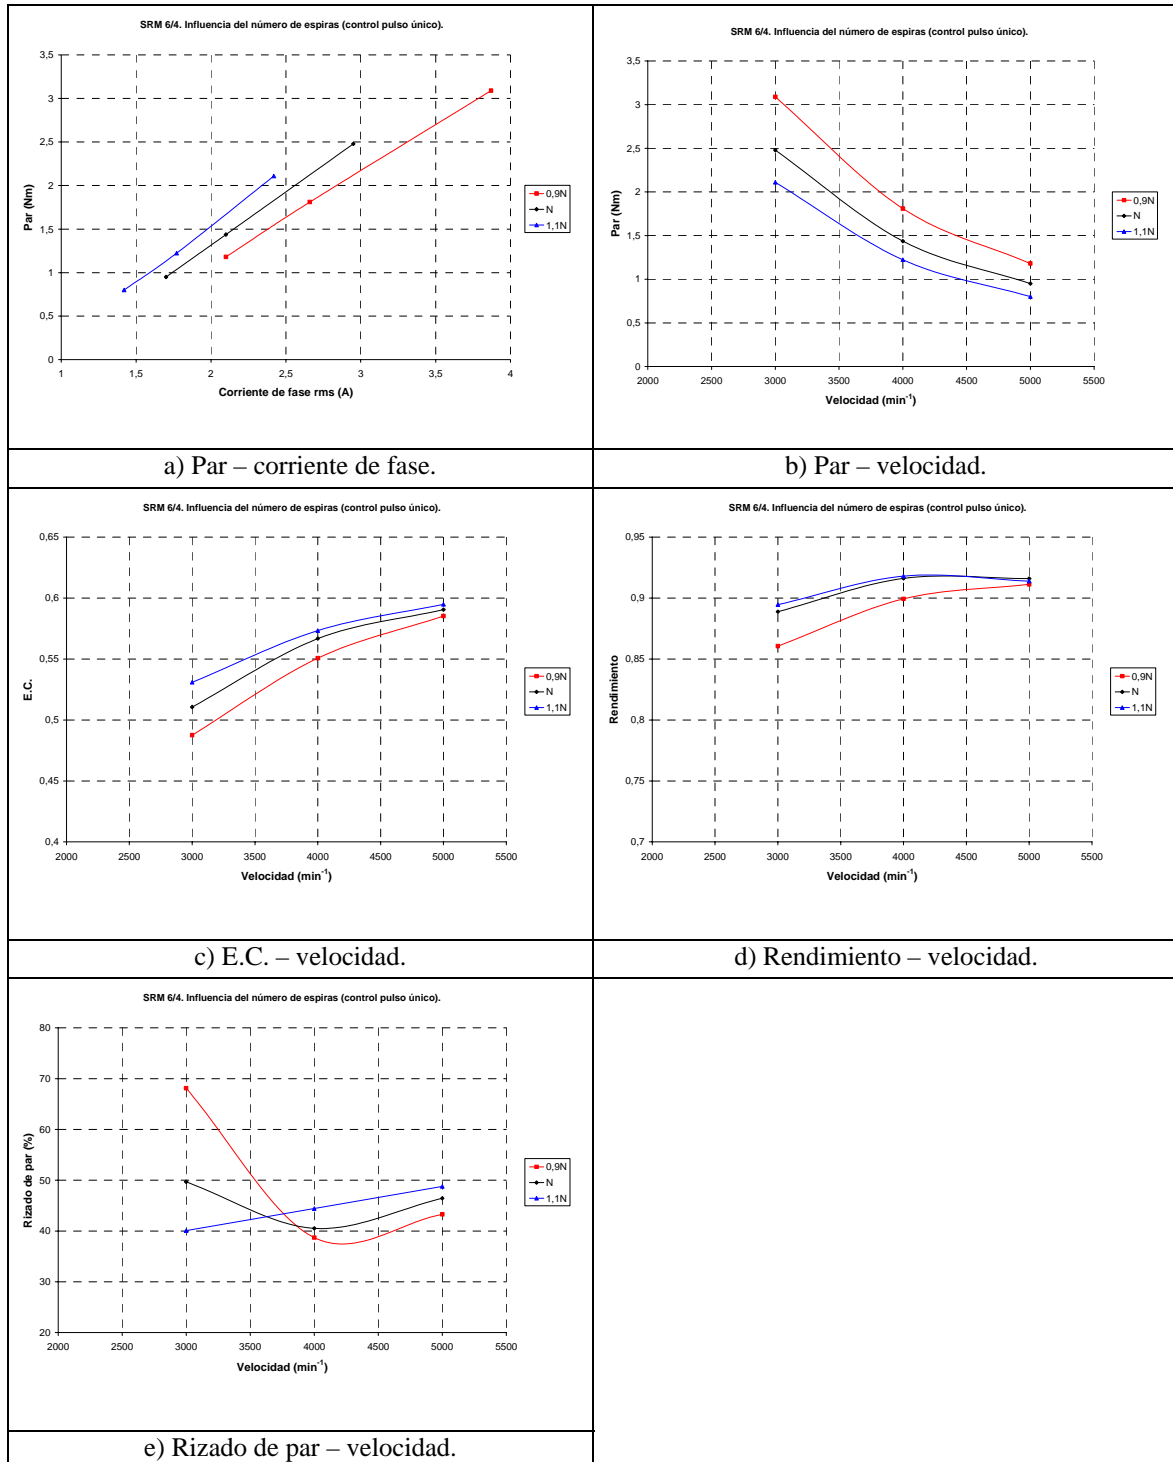 SRM 6/4. Influencia del número de espiras (control pulso único).
3,5
3
2,5
2
1,5
1
0,5
0
Par (Nm)
1 1,5 2 2,5 3 3,5 4
Corriente de fase rms (A)
0,9N
N
1,1N
a) Par – corriente de fase.
SRM 6/4. Influencia del número de espiras (control pulso único).
3,5
3
2,5
2
1,5
1
0,5
0
Par (Nm)
2000 2500 3000 3500 4000 4500 5000 5500
Velocidad (min⁻¹)
0,9N
N
1,1N
b) Par – velocidad.
SRM 6/4. Influencia del número de espiras (control pulso único).
0,65
0,6
0,55
0,5
0,45
0,4
E.C.
2000 2500 3000 3500 4000 4500 5000 5500
Velocidad (min⁻¹)
0,9N
N
1,1N
c) E.C. – velocidad.
SRM 6/4. Influencia del número de espiras (control pulso único).
0,95
0,9
0,85
0,8
0,75
0,7
Rendimiento
2000 2500 3000 3500 4000 4500 5000 5500
Velocidad (min⁻¹)
0,9N
N
1,1N
d) Rendimiento – velocidad.
SRM 6/4. Influencia del número de espiras (control pulso único).
80
70
60
50
40
30
20
Rizado de par (%)
2000 2500 3000 3500 4000 4500 5000 5500
Velocidad (min⁻¹)
0,9N
N
1,1N
e) Rizado de par – velocidad.